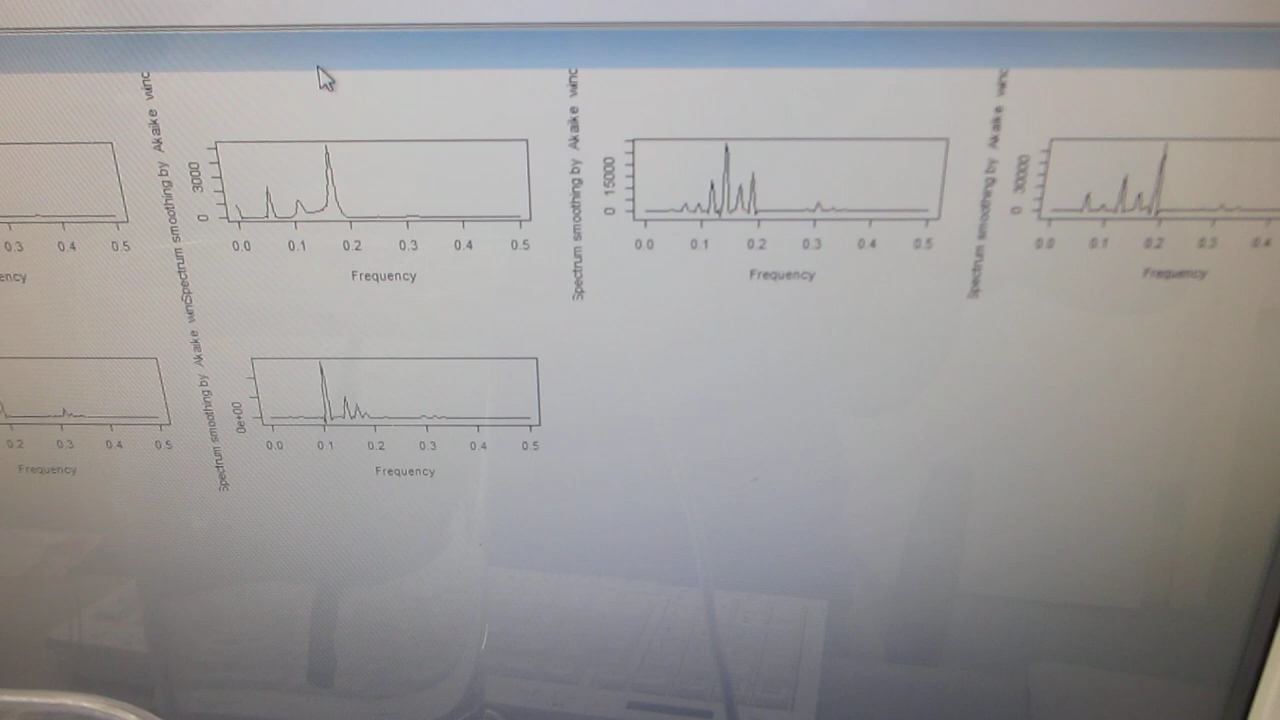 0.3 0.4 0.5
ency
Spectrum smoothing by Akaike winc
0 3000
0.0 0.1 0.2 0.3 0.4 0.5
Frequency
Spectrum smoothing by Akaike winc
0 15000
0.0 0.1 0.2 0.3 0.4 0.5
Frequency
Spectrum smoothing by Akaike winc
0 30000
0.0 0.1 0.2 0.3 0.4
Frequency
0.2 0.3 0.4 0.5
Frequency
Spectrum smoothing by Akaike winc
0e+00
0.0 0.1 0.2 0.3 0.4 0.5
Frequency